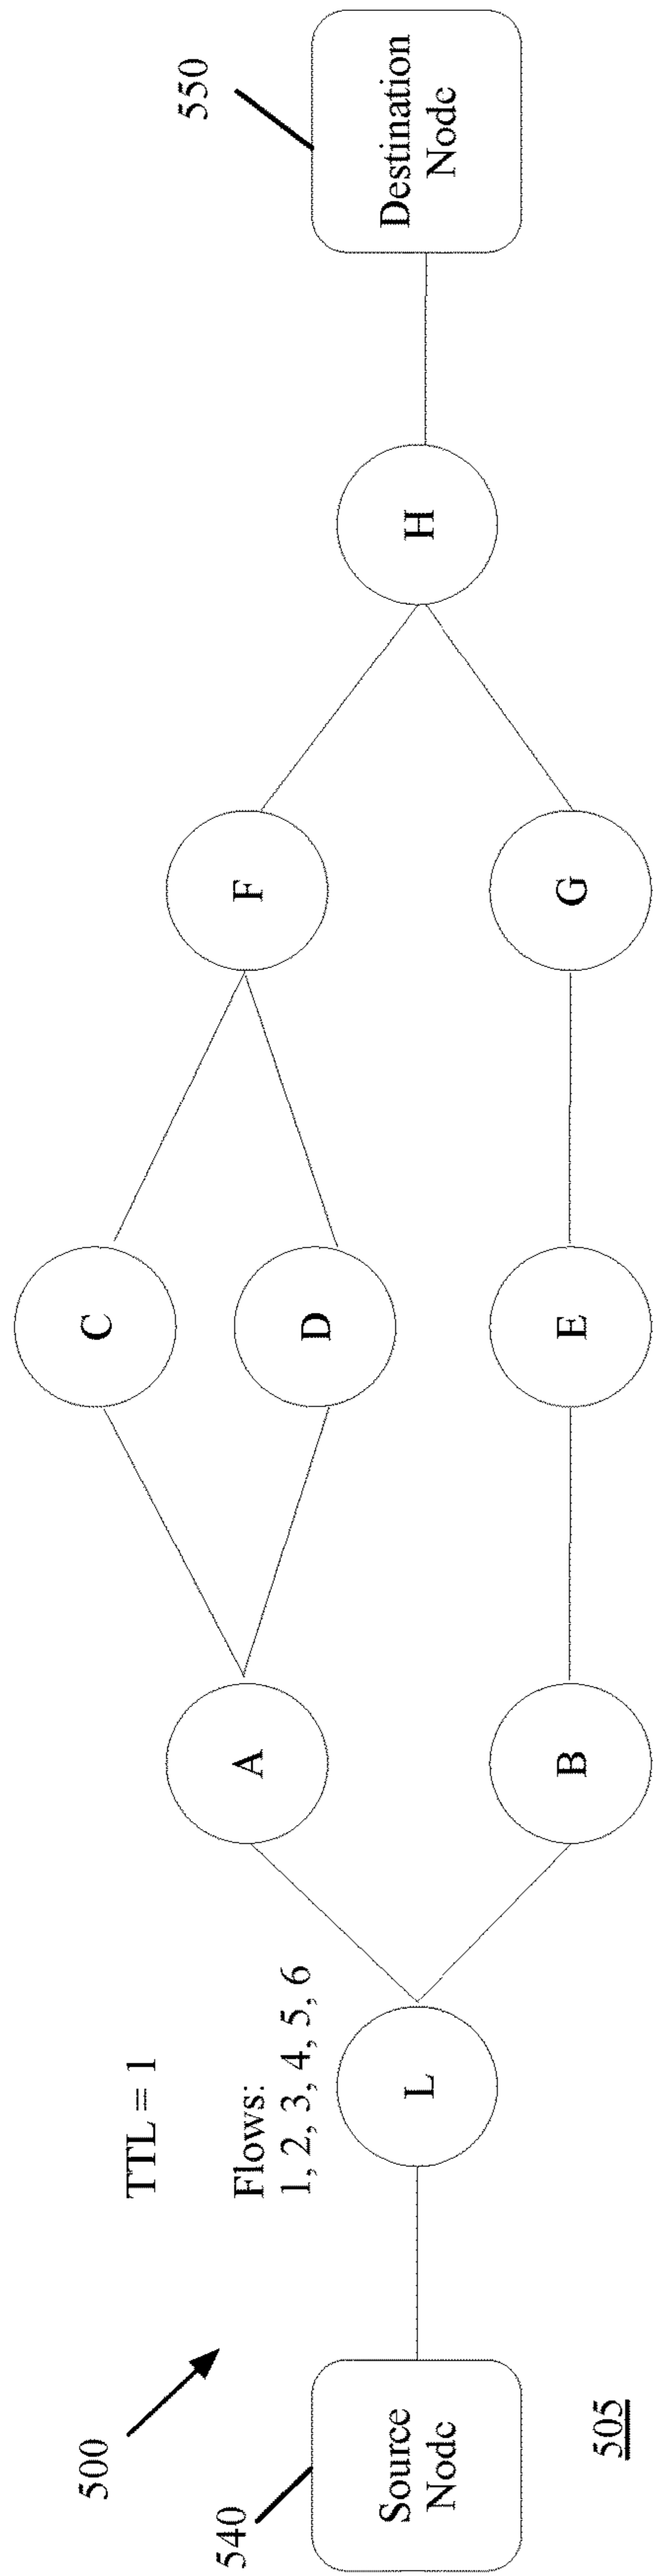 500
540
Source
Node
505
TTL = 1
Flows:
1, 2, 3, 4, 5, 6
L
A
B
C
D
E
F
G
H
550
Destination
Node